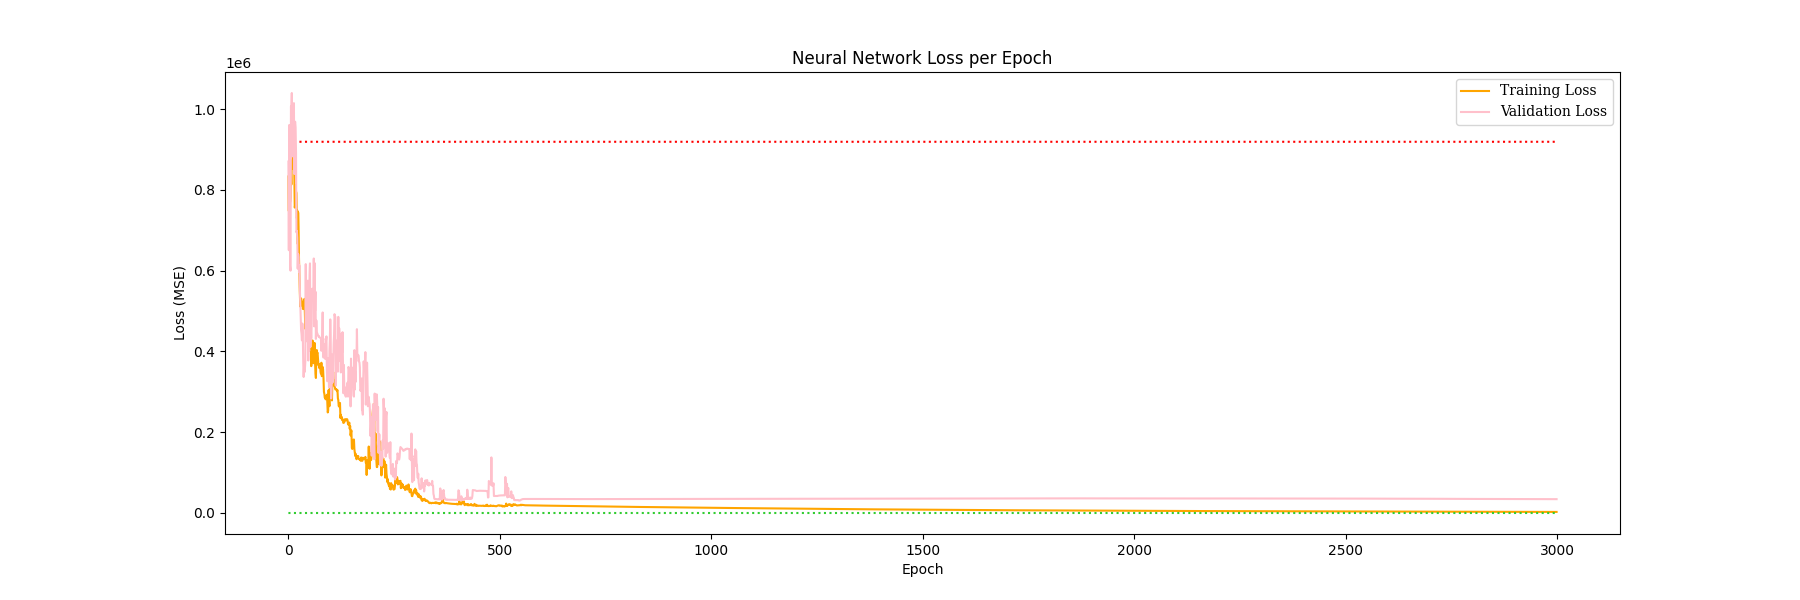 Neural Network Loss per Epoch
1e6
Training Loss
Validation Loss
1.0
0.8
0.6
0.4
0.2
0.0
Loss (MSE)
0 500 1000 1500 2000 2500 3000
Epoch